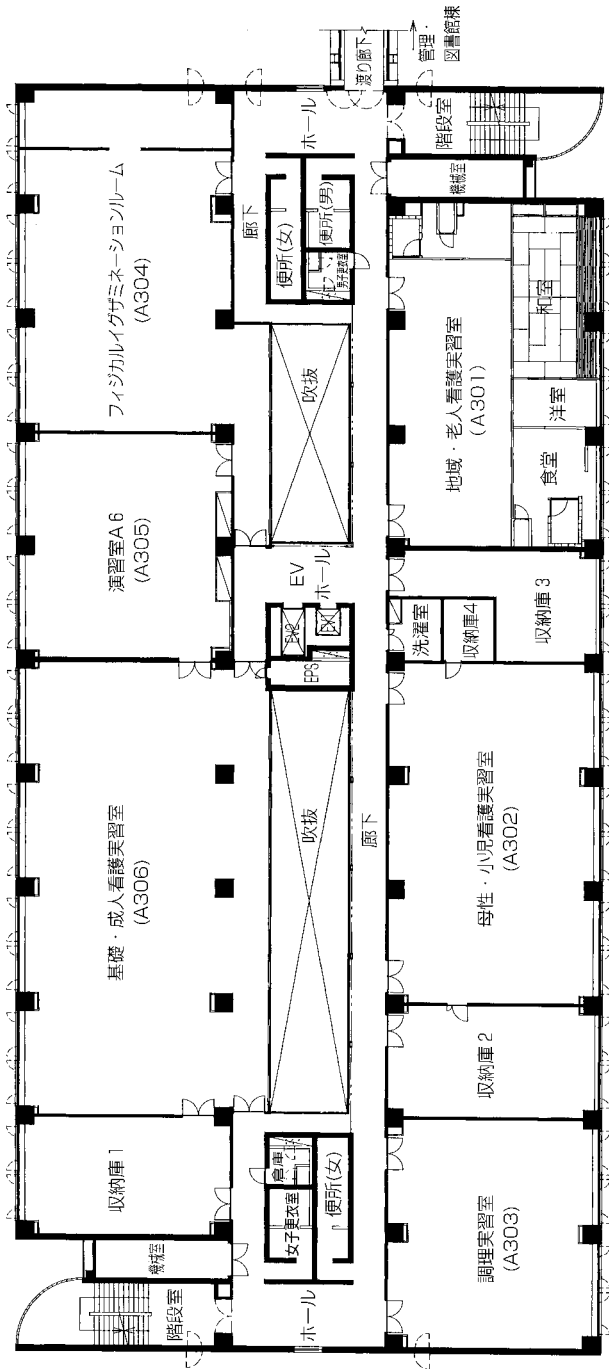 管理・
図書館棟
渡り廊下
階段室
ホール
機械室
便所(男)
便所(女)
男子更衣室
廊下
フィジカルイグザミネーションルーム
(A304)
和室
洋室
食堂
地域・老人看護実習室
(A301)
吹抜
演習室A6
(A305)
EV
ホール
EV2
洗濯室
収納庫4
収納庫3
EPS
基礎・成人看護実習室
(A306)
吹抜
廊下
母性・小児看護実習室
(A302)
収納庫2
収納庫1
倉庫
女子更衣室
便所(女)
調理実習室
(A303)
機械室
階段室
ホール